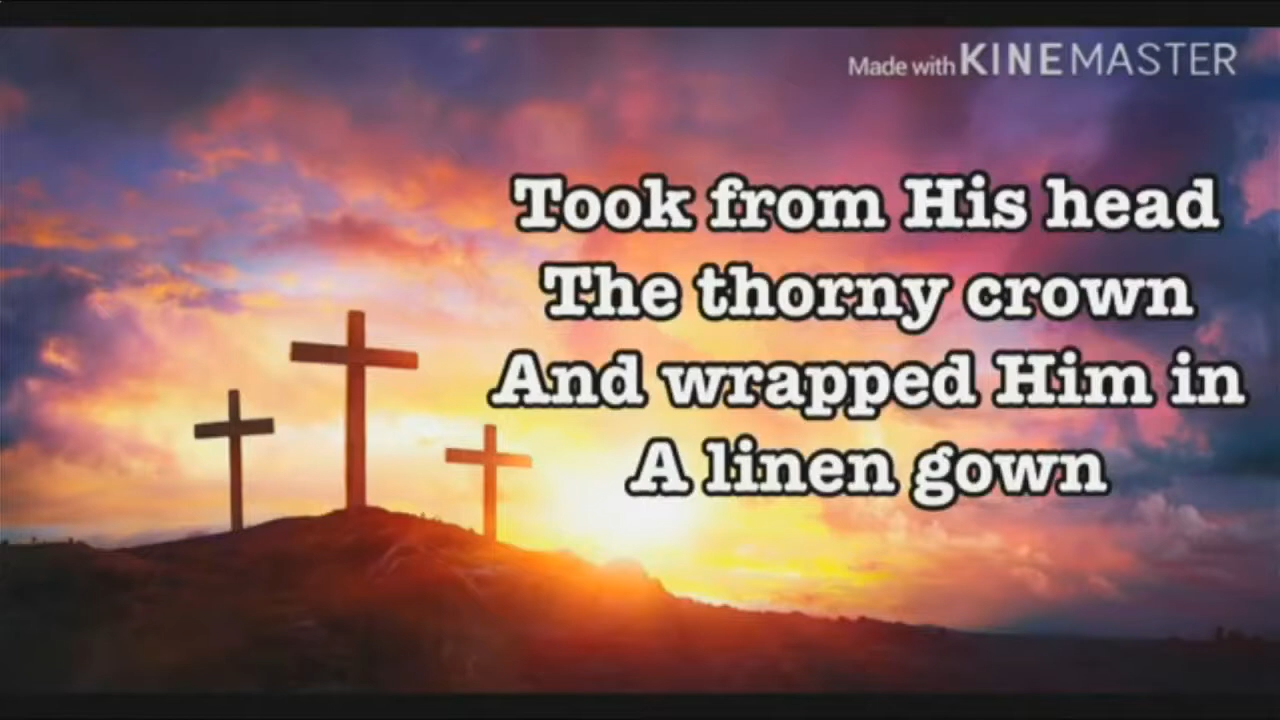 Made with KINEMASTER
Took from His head
The thorny crown
And wrapped Him in
A linen gown